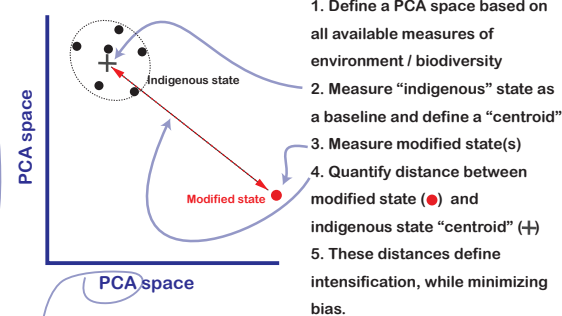 1. Define a PCA space based on
all available measures of
environment / biodiversity
2. Measure “indigenous” state as
a baseline and define a “centroid”
3. Measure modified state(s)
4. Quantify distance between
modified state (●) and
indigenous state “centroid” (+)
5. These distances define
intensification, while minimizing
bias.
Indigenous state
Modified state
PCA space
PCA space